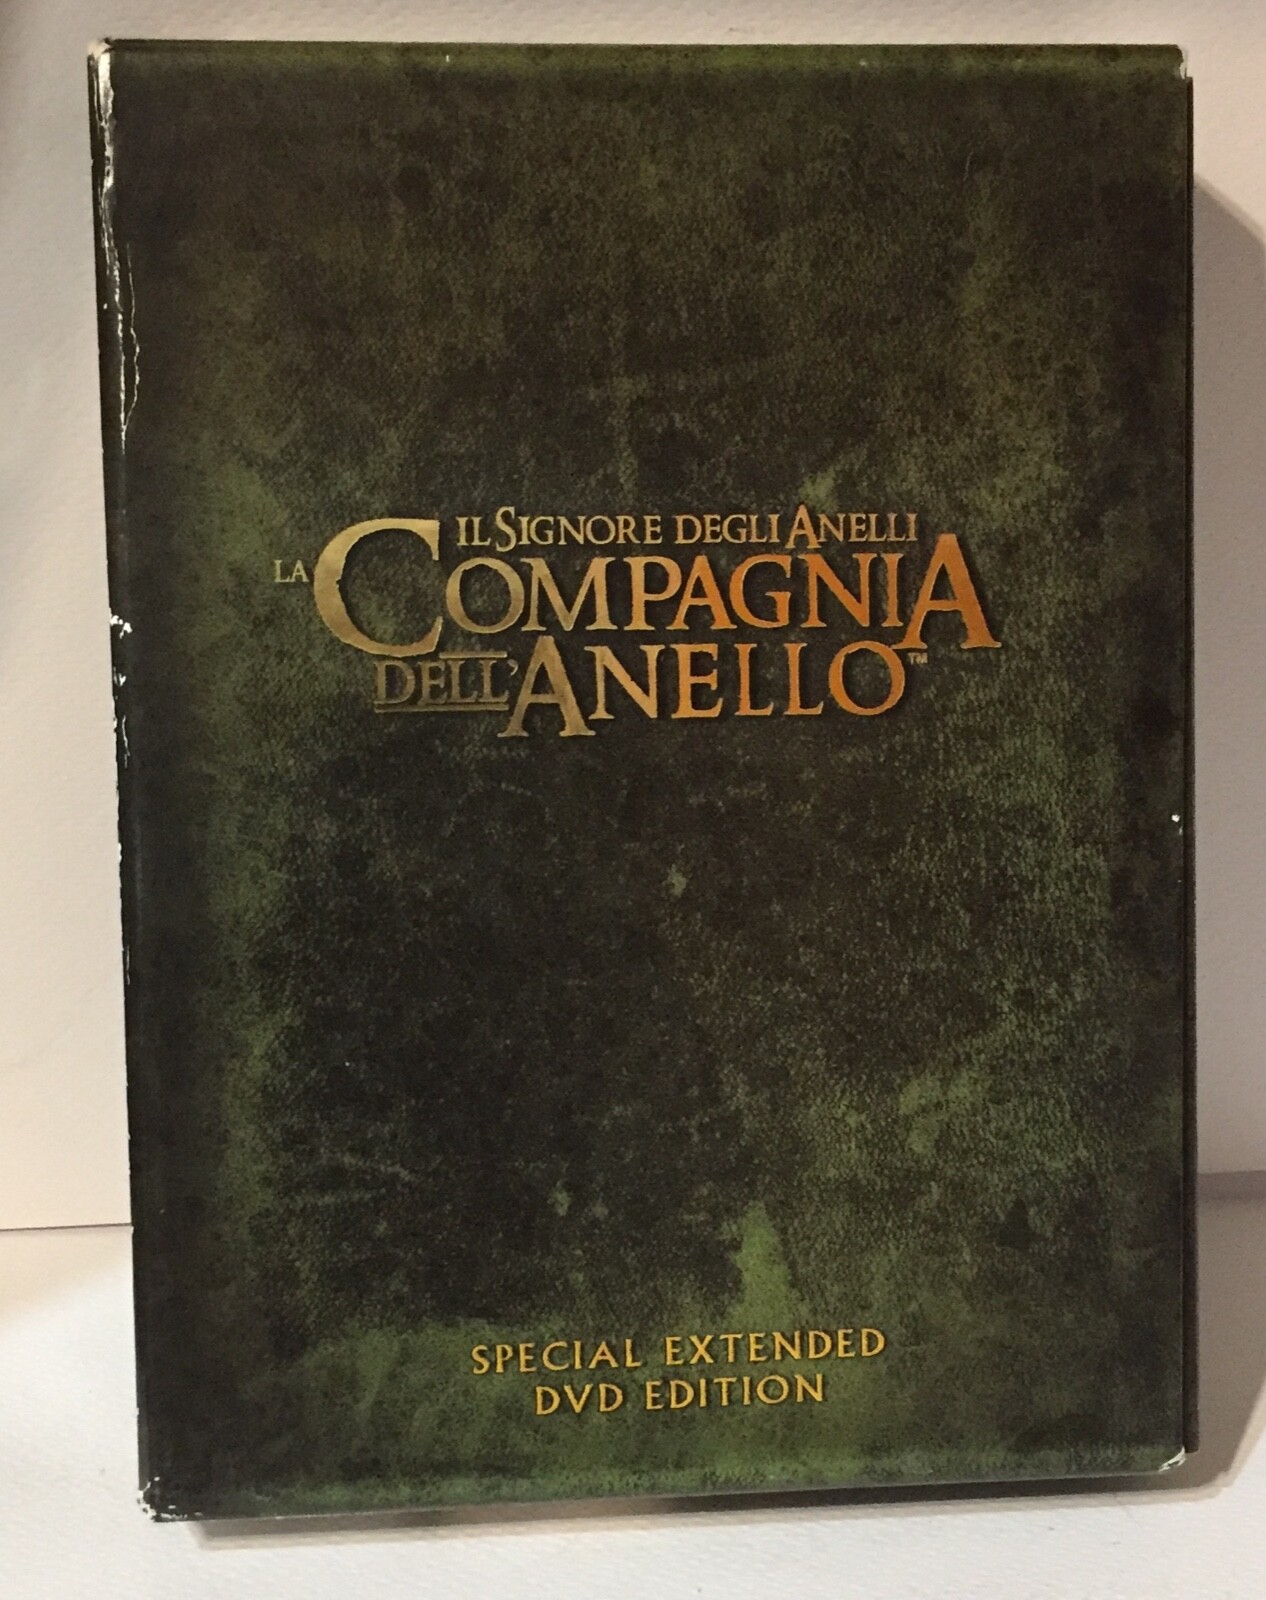 IL SIGNORE DEGLI ANELLI
LA COMPAGNIA
DELL'ANELLO™
SPECIAL EXTENDED
DVD EDITION